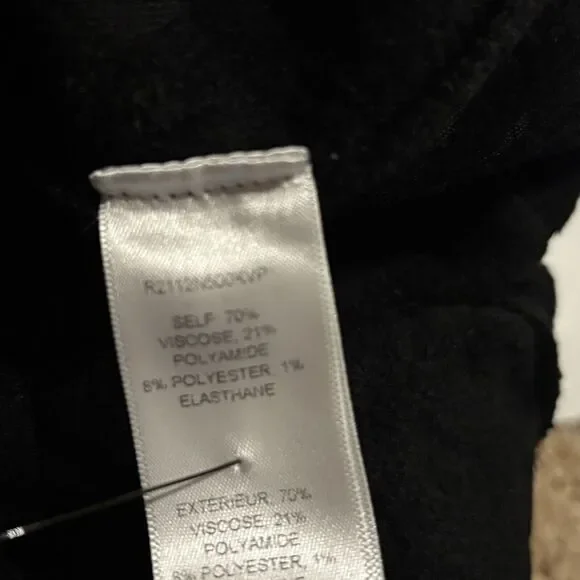 SELF 70%
VISCOSE, 21%
POLYAMIDE
8% POLYESTER, 1%
ELASTHANE
EXTERIEUR 70%
VISCOSE, 21%
POLYAMIDE
8% POLYESTER, 1%